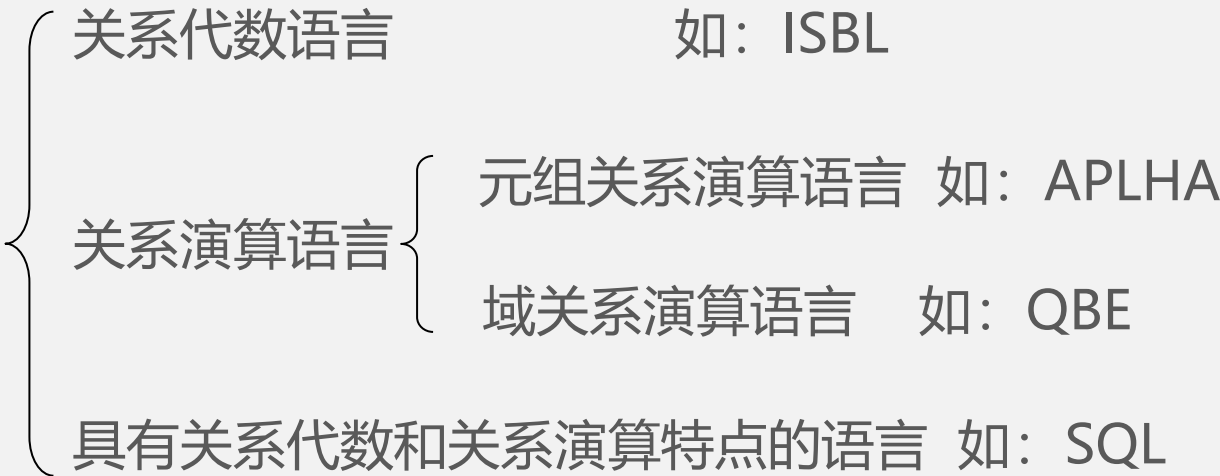 关系代数语言 如：ISBL
元组关系演算语言 如：APLHA
关系演算语言
域关系演算语言 如：QBE
具有关系代数和关系演算特点的语言 如：SQL